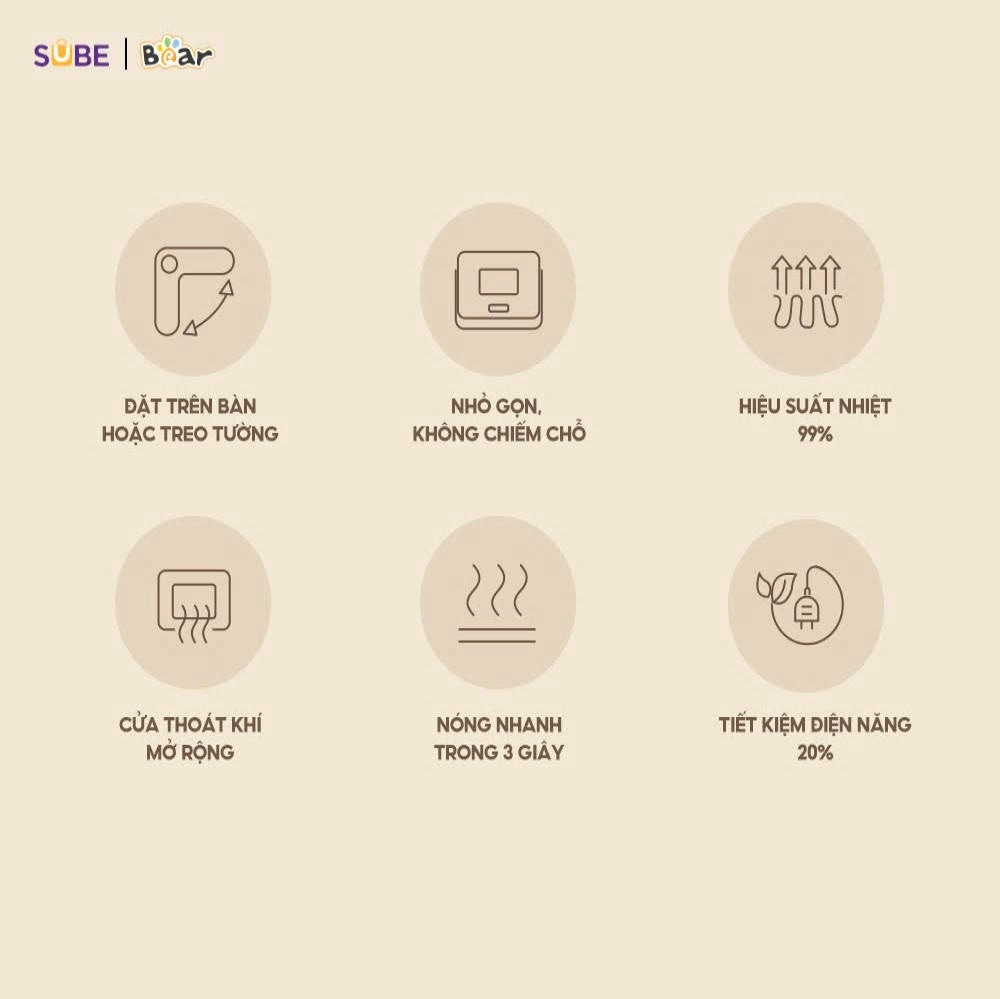 SUBE | Bear
ĐẶT TRÊN BÀN
HOẶC TREO TƯỜNG
NHỎ GỌN,
KHÔNG CHIẾM CHỖ
HIỆU SUẤT NHIỆT
99%
CỬA THOÁT KHÍ
MỞ RỘNG
NÓNG NHANH
TRONG 3 GIÂY
TIẾT KIỆM ĐIỆN NĂNG
20%